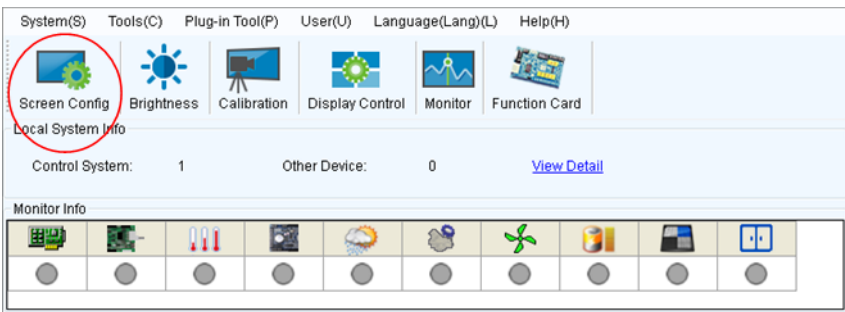 System(S) Tools(C) Plug-in Tool(P) User(U) Language(Lang)(L) Help(H)
Screen Config Brightness Calibration Display Control Monitor Function Card
Local System Info
Control System: 1 Other Device: 0 View Detail
Monitor Info